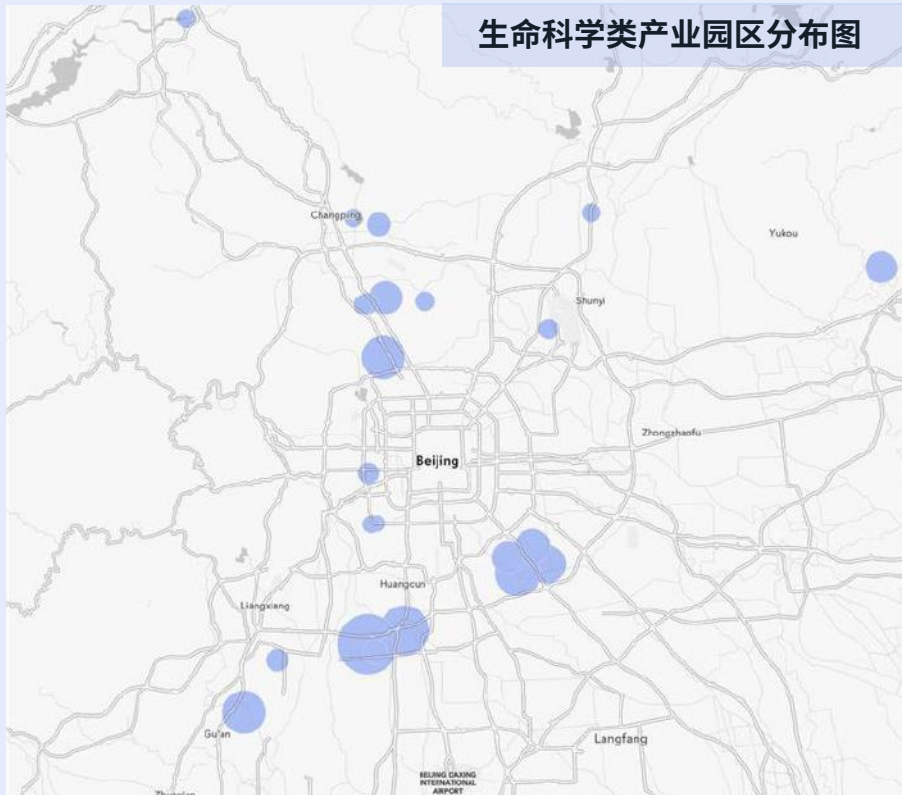 生命科学类产业园区分布图
Changping
Yukou
Shunyi
Zhongzhaofu
Beijing
Huangcun
Liangxiang
Gu'an
Langfang
BEIJING DAXING
INTERNATIONAL
AIRPORT